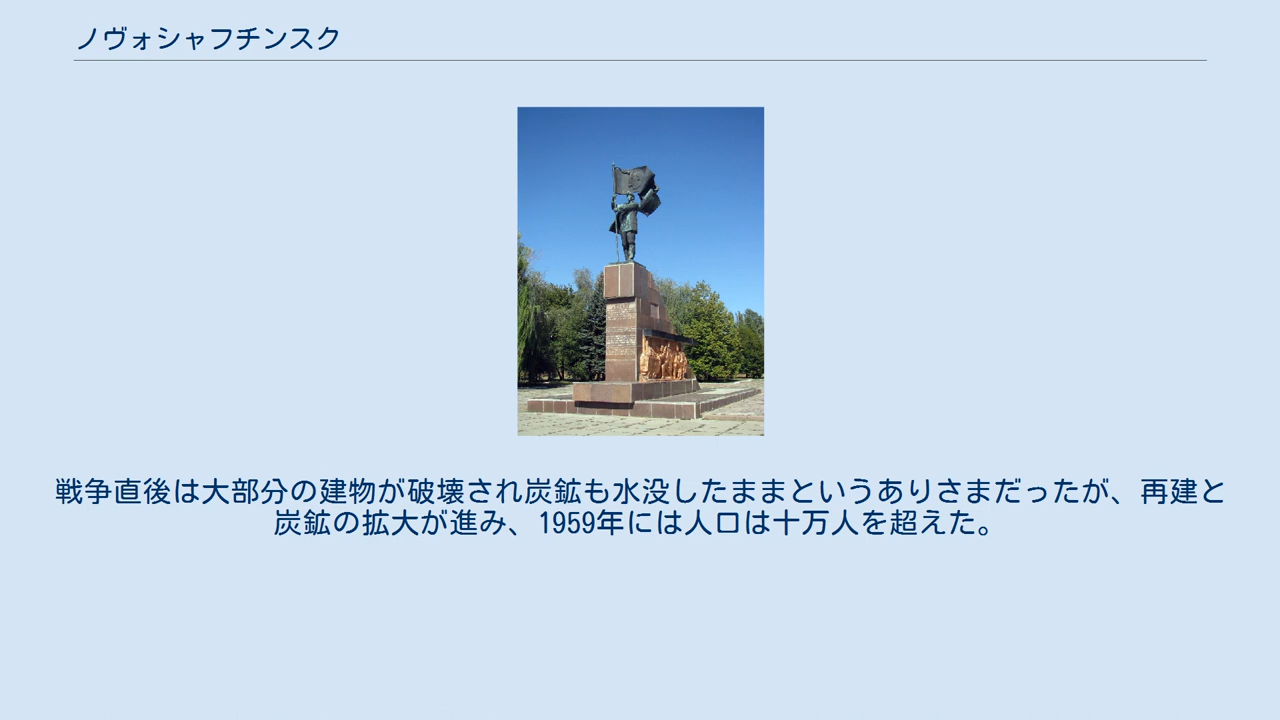 ノヴォシャフチンスク
戦争直後は大部分の建物が破壊され炭鉱も水没したままというありさまだったが、再建と
炭鉱の拡大が進み、1959年には人口は十万人を超えた。